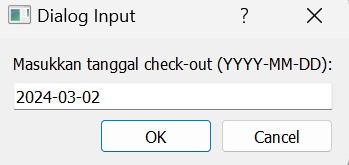 Dialog Input
?
Masukkan tanggal check-out (YYYY-MM-DD):
2024-03-02
OK
Cancel